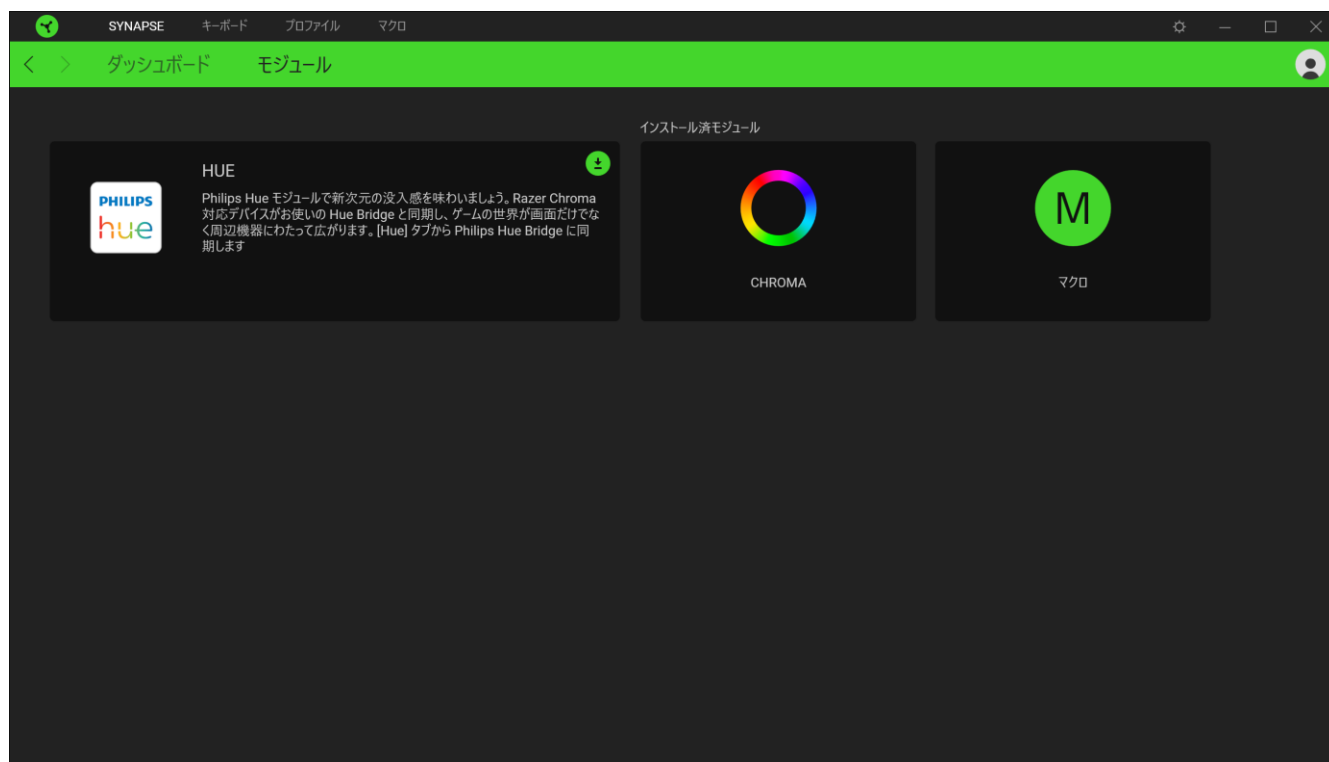 SYNAPSE キーボード プロファイル マクロ
ダッシュボード モジュール
インストール済モジュール
HUE
PHILIPS
hue
Philips Hue モジュールで新次元の没入感を味わいましょう。Razer Chroma
対応デバイスがお使いの Hue Bridge と同期し、ゲームの世界が画面だけでな
く周辺機器にわたって広がります。[Hue] タブから Philips Hue Bridge に同
期します
CHROMA
M
マクロ